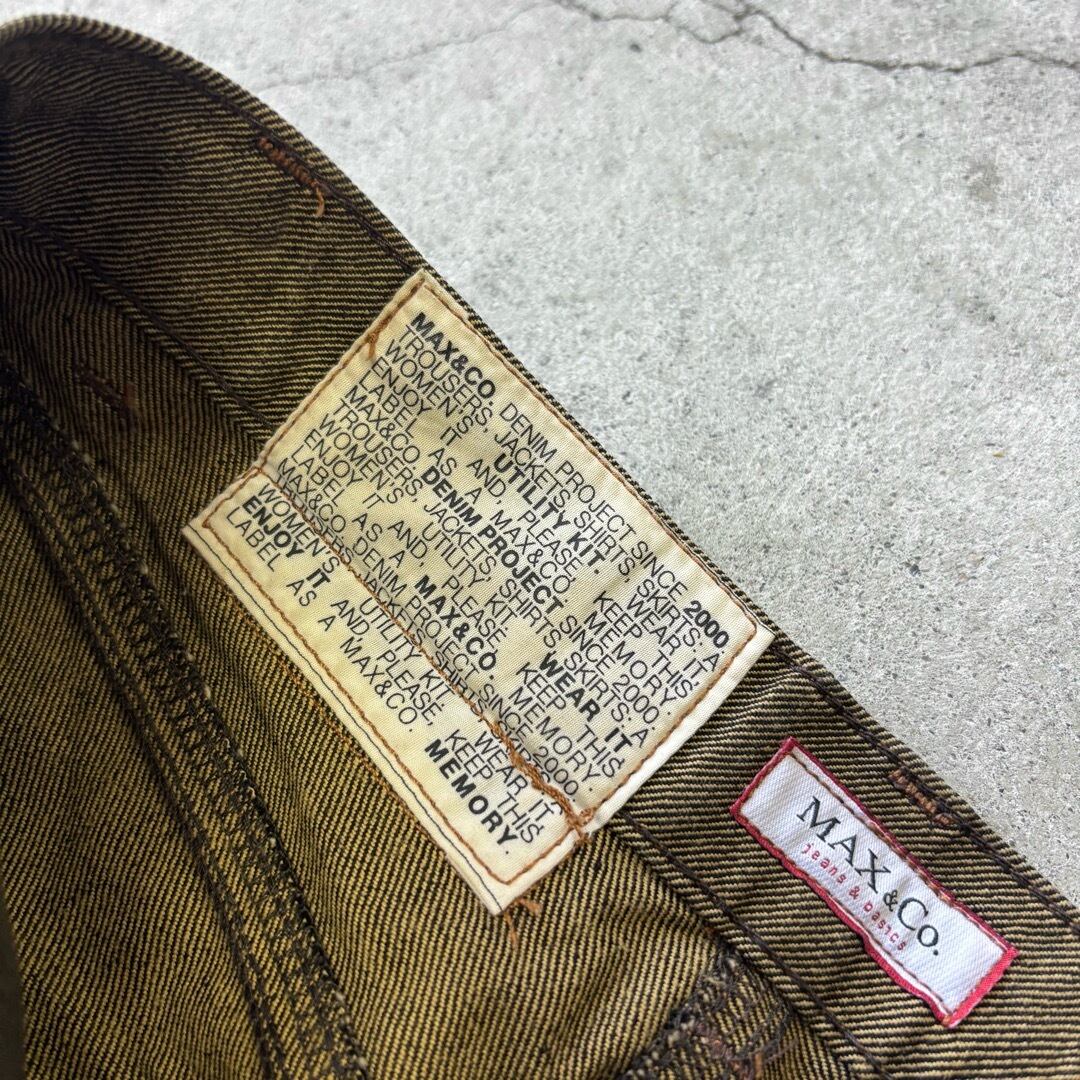 MAX&CO. DENIM PROJECT SINCE 2000
TROUSERS, JACKETS, SHIRTS, SKIRTS: A
WOMEN'S UTILITY KIT. WEAR IT
ENJOY IT AND, PLEASE, KEEP THIS
LABEL AS A MAX&CO. MEMORY.
MAX&CO. DENIM PROJECT SINCE 2000.
TROUSERS, JACKETS, SHIRTS, SKIRTS: A
WOMEN'S UTILITY KIT. WEAR IT
ENJOY IT AND, PLEASE KEEP THIS
LABEL AS A MAX&CO. MEMORY
MAX&CO. DENIM PROJECT SINCE 2000.
WOMEN'S UTILITY KIT. WEAR IT
ENJOY IT AND, PLEASE, KEEP THIS
LABEL AS A MAX&CO. MEMORY.
MAX&Co.
jeans & basics